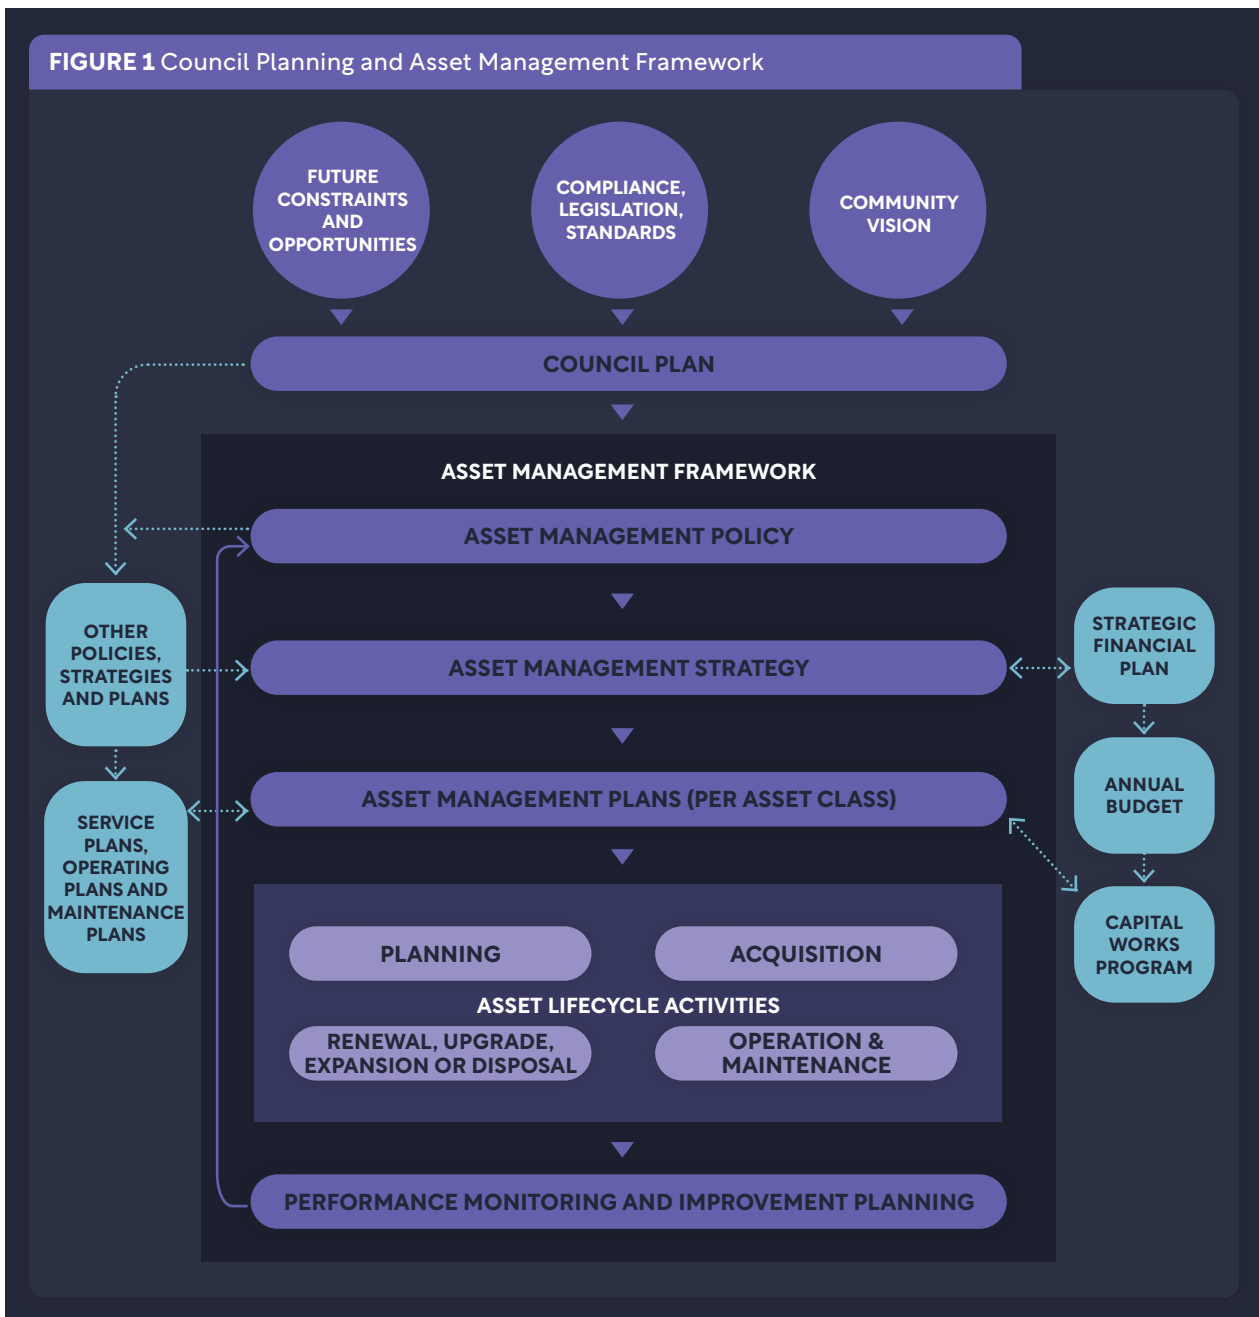 FIGURE 1 Council Planning and Asset Management Framework
FUTURE
CONSTRAINTS
AND
OPPORTUNITIES
COMPLIANCE,
LEGISLATION,
STANDARDS
COMMUNITY
VISION
COUNCIL PLAN
ASSET MANAGEMENT FRAMEWORK
ASSET MANAGEMENT POLICY
OTHER
POLICIES,
STRATEGIES
AND PLANS
ASSET MANAGEMENT STRATEGY
STRATEGIC
FINANCIAL
PLAN
ASSET MANAGEMENT PLANS (PER ASSET CLASS)
ANNUAL
BUDGET
SERVICE
PLANS,
OPERATING
PLANS AND
MAINTENANCE
PLANS
CAPITAL
WORKS
PROGRAM
PLANNING
ACQUISITION
ASSET LIFECYCLE ACTIVITIES
RENEWAL, UPGRADE,
EXPANSION OR DISPOSAL
OPERATION &
MAINTENANCE
PERFORMANCE MONITORING AND IMPROVEMENT PLANNING